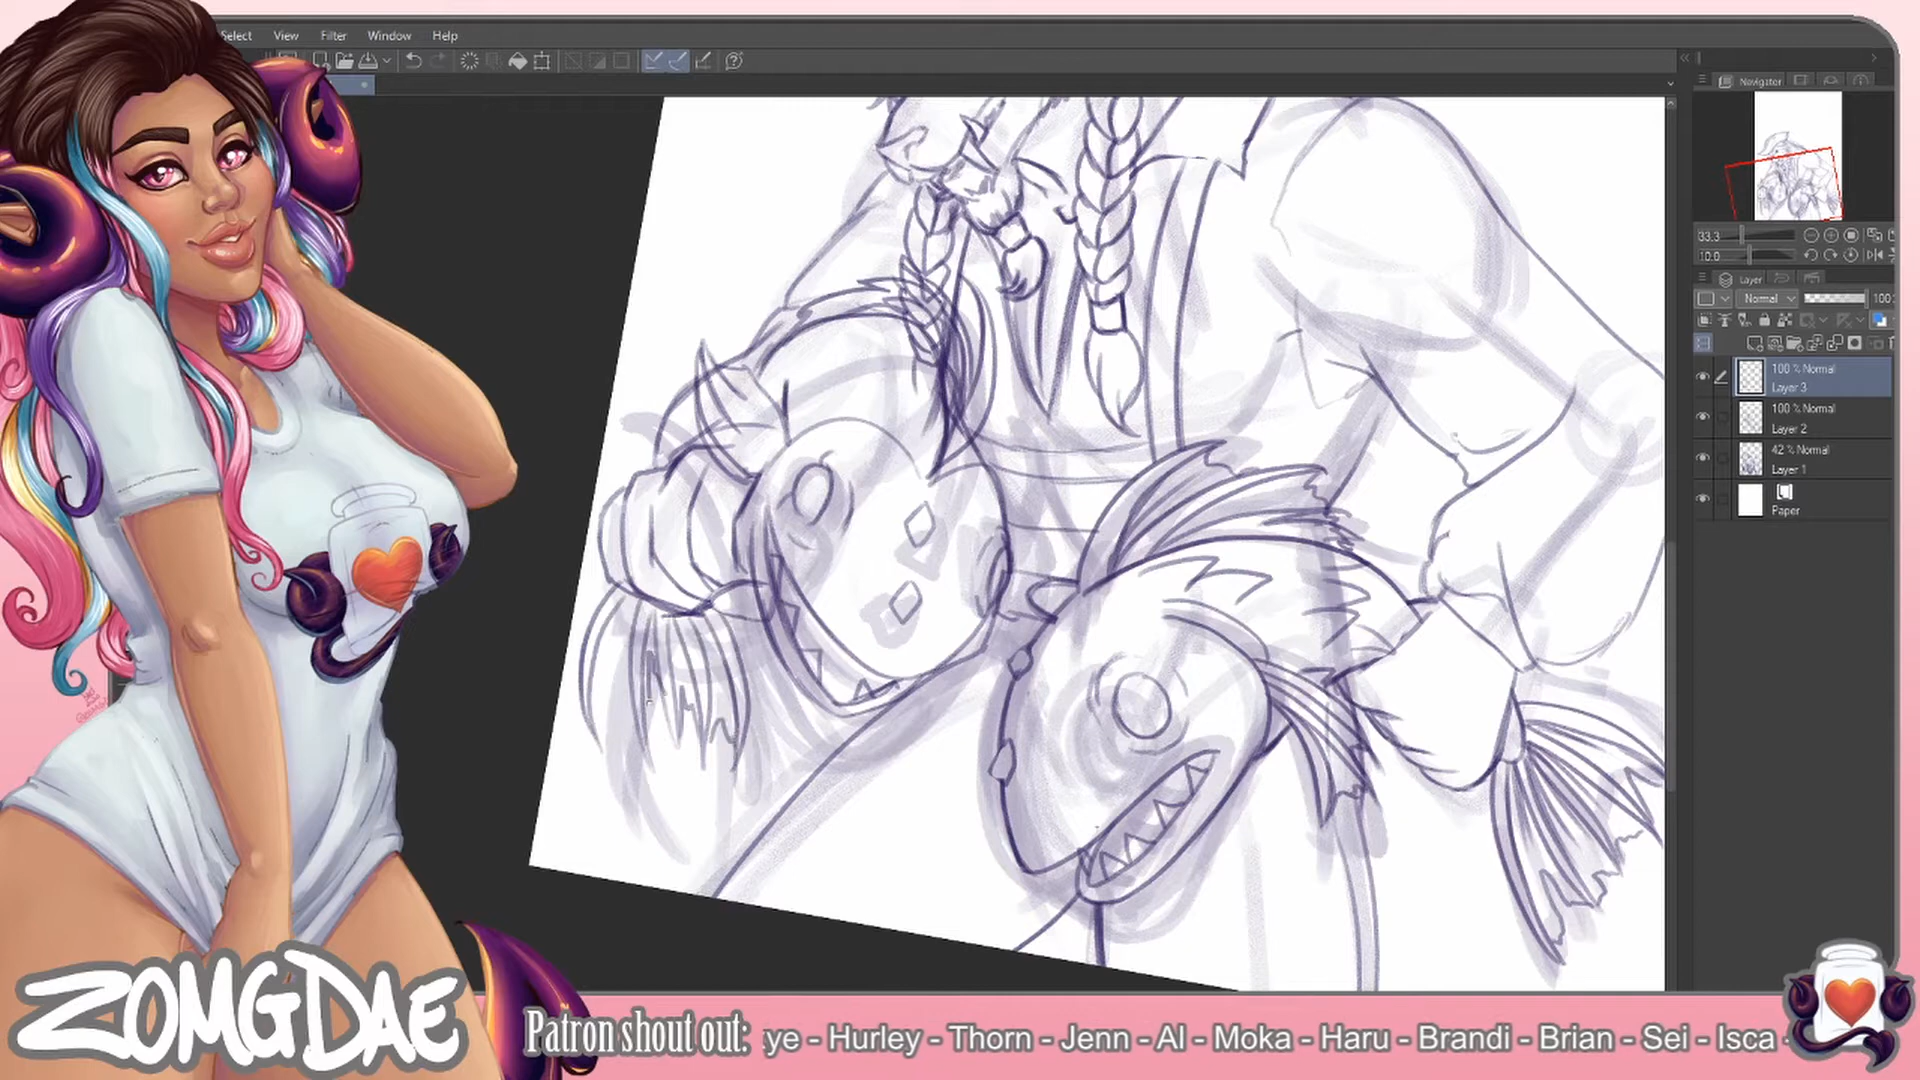 Select View Filter Window Help
Navigator
33.3
10.0
Layer
Normal 100
100 % Normal
Layer 3
100 % Normal
Layer 2
42 % Normal
Layer 1
Paper
ZOMGDAE
Patron shout out: ye - Hurley - Thorn - Jenn - Al - Moka - Haru - Brandi - Brian - Sei - Isca -